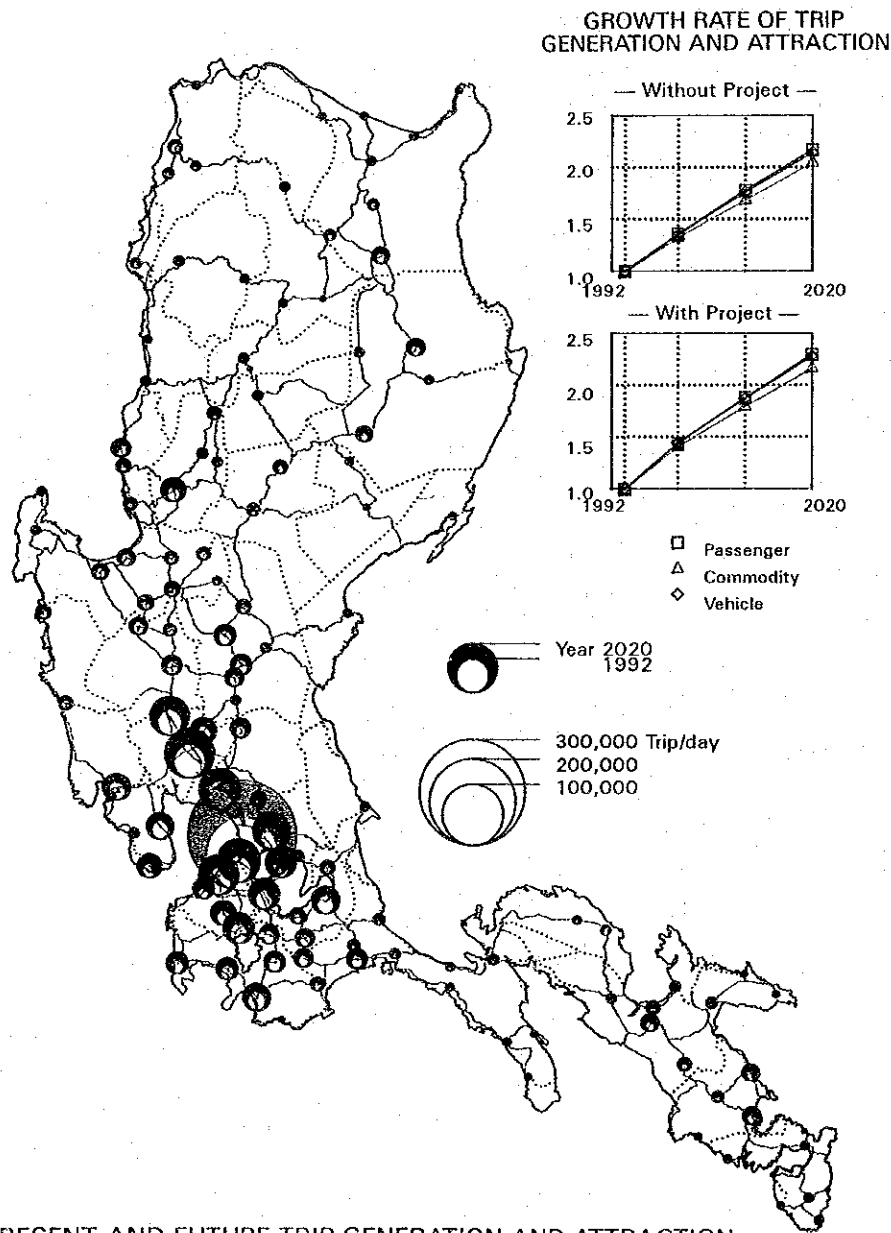 GROWTH RATE OF TRIP
GENERATION AND ATTRACTION
— Without Project —
2.5
2.0
1.5
1.0
1992 2020
— With Project —
2.5
2.0
1.5
1.0
1992 2020
Passenger
Commodity
Vehicle
Year 2020
1992
300,000 Trip/day
200,000
100,000
PRESENT AND FUTURE TRIP GENERATION AND ATTRACTION